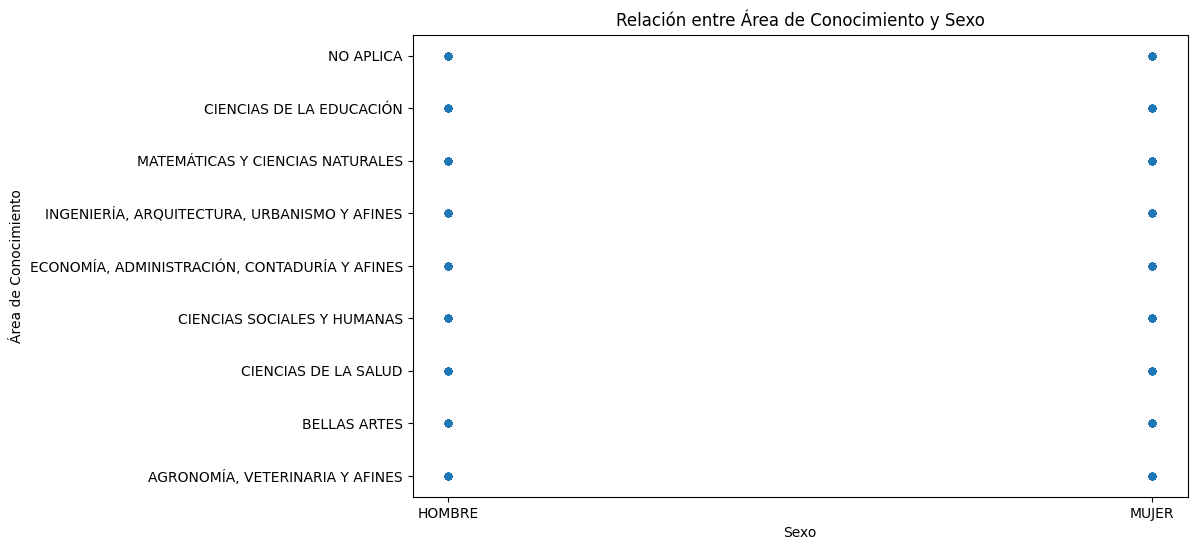 Relación entre Área de Conocimiento y Sexo
Área de Conocimiento
NO APLICA
CIENCIAS DE LA EDUCACIÓN
MATEMÁTICAS Y CIENCIAS NATURALES
INGENIERÍA, ARQUITECTURA, URBANISMO Y AFINES
ECONOMÍA, ADMINISTRACIÓN, CONTADURÍA Y AFINES
CIENCIAS SOCIALES Y HUMANAS
CIENCIAS DE LA SALUD
BELLAS ARTES
AGRONOMÍA, VETERINARIA Y AFINES
HOMBRE MUJER
Sexo